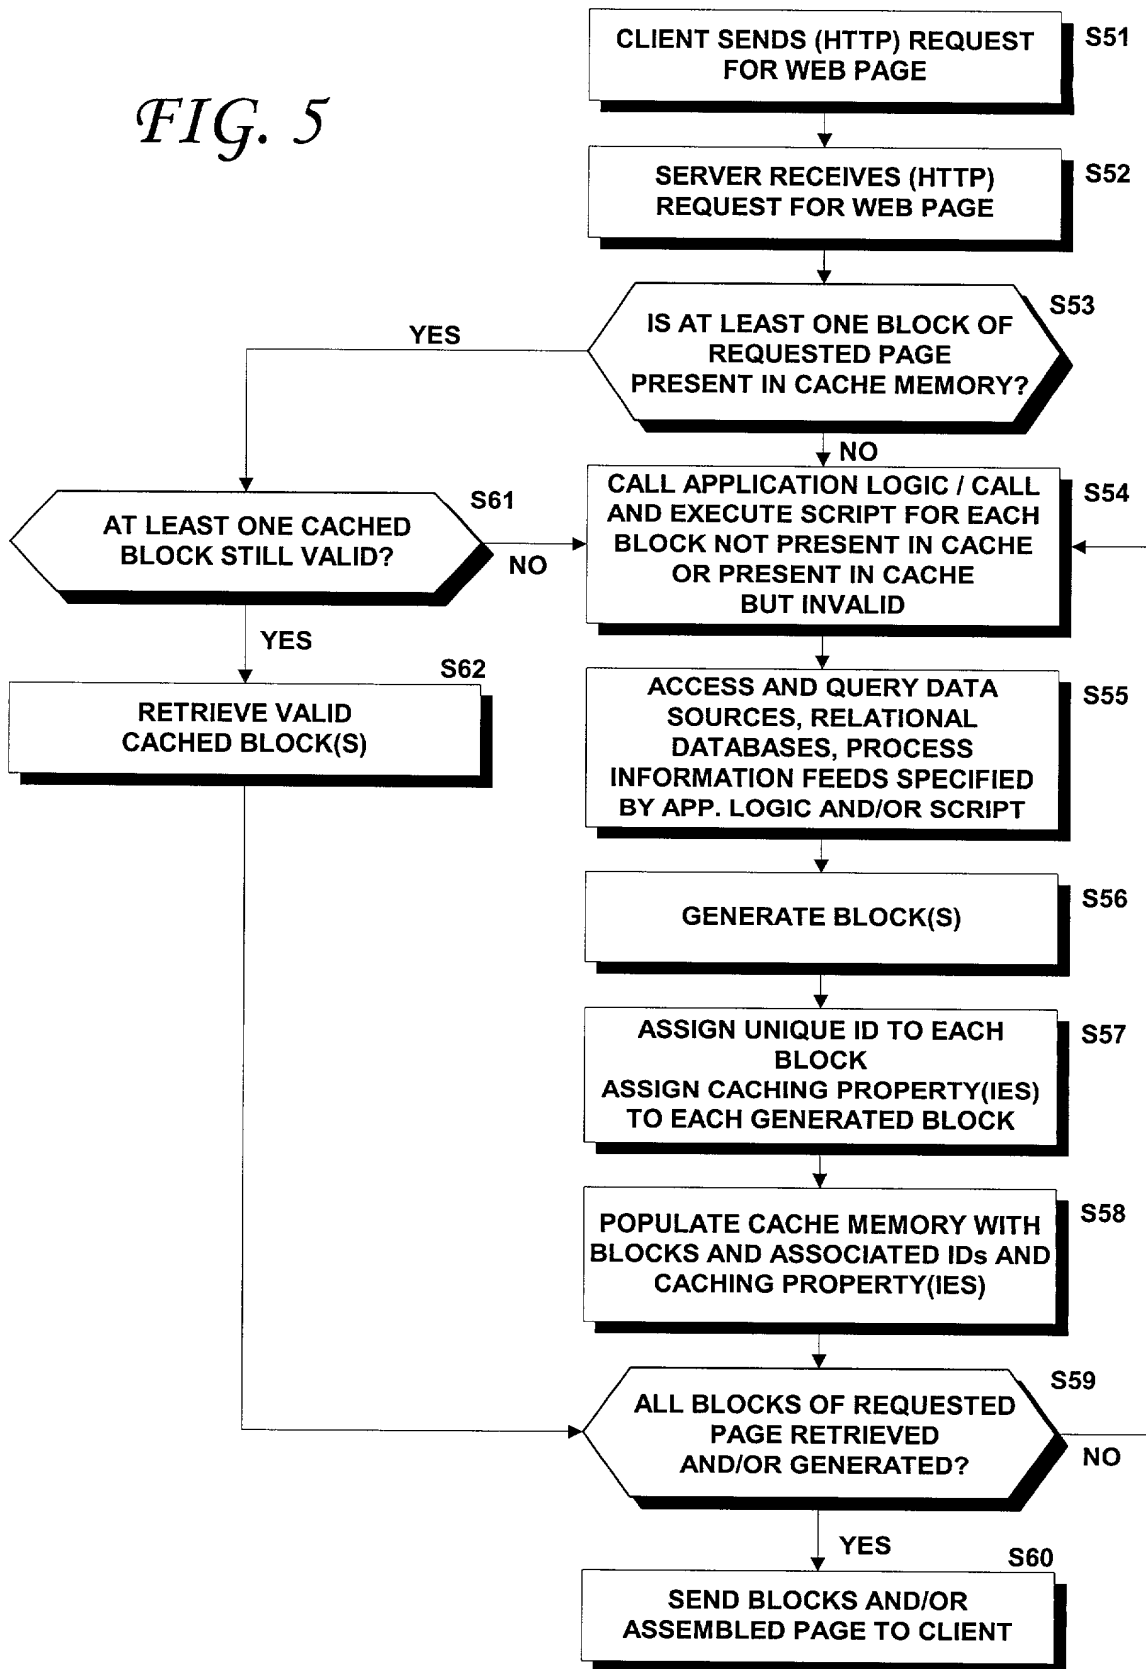 FIG. 5
CLIENT SENDS (HTTP) REQUEST
FOR WEB PAGE
S51
SERVER RECEIVES (HTTP)
REQUEST FOR WEB PAGE
S52
IS AT LEAST ONE BLOCK OF
REQUESTED PAGE
PRESENT IN CACHE MEMORY?
S53
YES
NO
AT LEAST ONE CACHED
BLOCK STILL VALID?
S61
NO
YES
CALL APPLICATION LOGIC / CALL
AND EXECUTE SCRIPT FOR EACH
BLOCK NOT PRESENT IN CACHE
OR PRESENT IN CACHE
BUT INVALID
S54
RETRIEVE VALID
CACHED BLOCK(S)
S62
ACCESS AND QUERY DATA
SOURCES, RELATIONAL
DATABASES, PROCESS
INFORMATION FEEDS SPECIFIED
BY APP. LOGIC AND/OR SCRIPT
S55
GENERATE BLOCK(S)
S56
ASSIGN UNIQUE ID TO EACH
BLOCK
ASSIGN CACHING PROPERTY(IES)
TO EACH GENERATED BLOCK
S57
POPULATE CACHE MEMORY WITH
BLOCKS AND ASSOCIATED IDs AND
CACHING PROPERTY(IES)
S58
ALL BLOCKS OF REQUESTED
PAGE RETRIEVED
AND/OR GENERATED?
S59
NO
YES
S60
SEND BLOCKS AND/OR
ASSEMBLED PAGE TO CLIENT